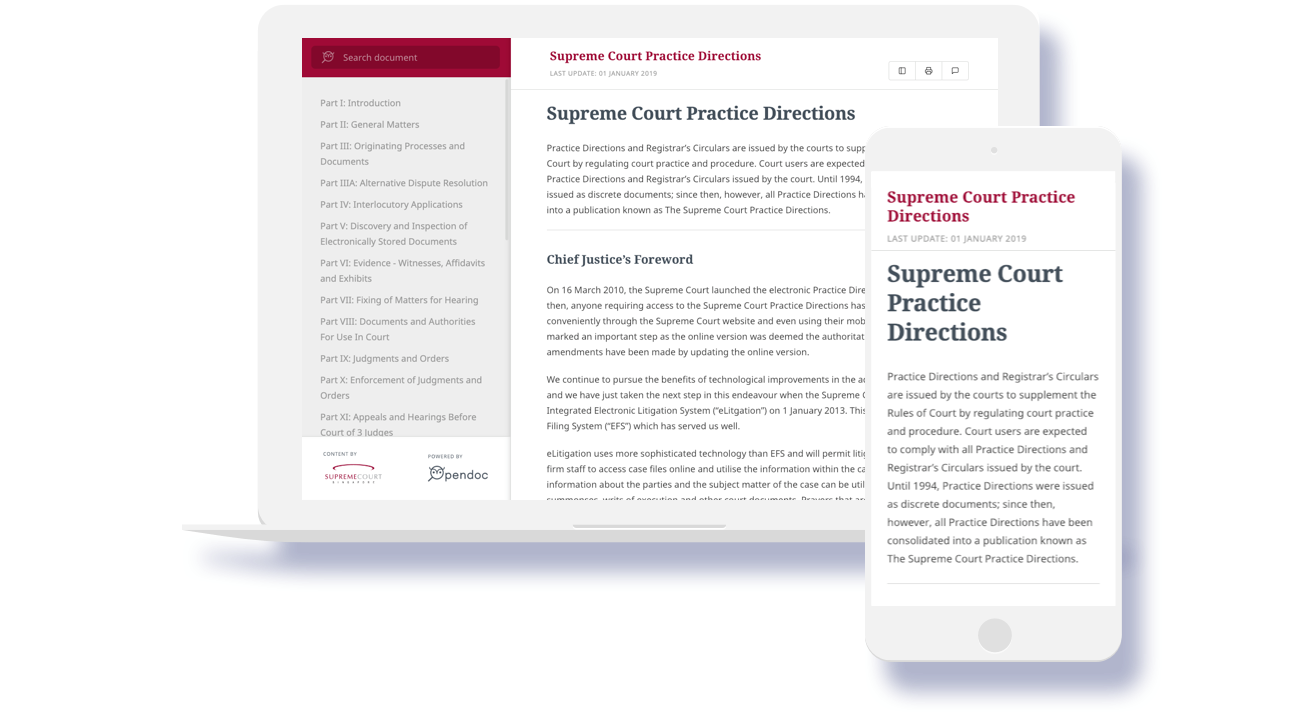 Search document
Part I: Introduction
Part II: General Matters
Part III: Originating Processes and
Documents
Part IIIA: Alternative Dispute Resolution
Part IV: Interlocutory Applications
Part V: Discovery and Inspection of
Electronically Stored Documents
Part VI: Evidence - Witnesses, Affidavits
and Exhibits
Part VII: Fixing of Matters for Hearing
Part VIII: Documents and Authorities
For Use In Court
Part IX: Judgments and Orders
Part X: Enforcement of Judgments and
Orders
Part XI: Appeals and Hearings Before
Court of 3 Judges
CONTENT BY
SUPREMECOURT
SINGAPORE
POWERED BY
Opendoc
Supreme Court Practice Directions
LAST UPDATE: 01 JANUARY 2019
Supreme Court Practice Directions
Practice Directions and Registrar's Circulars are issued by the courts to supp
Court by regulating court practice and procedure. Court users are expected
Practice Directions and Registrar's Circulars issued by the court. Until 1994,
issued as discrete documents; since then, however, all Practice Directions ha
into a publication known as The Supreme Court Practice Directions.
Chief Justice's Foreword
On 16 March 2010, the Supreme Court launched the electronic Practice Dire
then, anyone requiring access to the Supreme Court Practice Directions has
conveniently through the Supreme Court website and even using their mob
marked an important step as the online version was deemed the authoritat
amendments have been made by updating the online version.
We continue to pursue the benefits of technological improvements in the ad
and we have just taken the next step in this endeavour when the Supreme C
Integrated Electronic Litigation System ("eLitgation") on 1 January 2013. This
Filing System ("EFS") which has served us well.
eLitigation uses more sophisticated technology than EFS and will permit litig
firm staff to access case files online and utilise the information within the ca
information about the parties and the subject matter of the case can be util
summonses, writs of execution and other court documents. Prayers that are
Supreme Court Practice
Directions
LAST UPDATE: 01 JANUARY 2019
Supreme Court
Practice
Directions
Practice Directions and Registrar's Circulars
are issued by the courts to supplement the
Rules of Court by regulating court practice
and procedure. Court users are expected
to comply with all Practice Directions and
Registrar's Circulars issued by the court.
Until 1994, Practice Directions were issued
as discrete documents; since then,
however, all Practice Directions have been
consolidated into a publication known as
The Supreme Court Practice Directions.